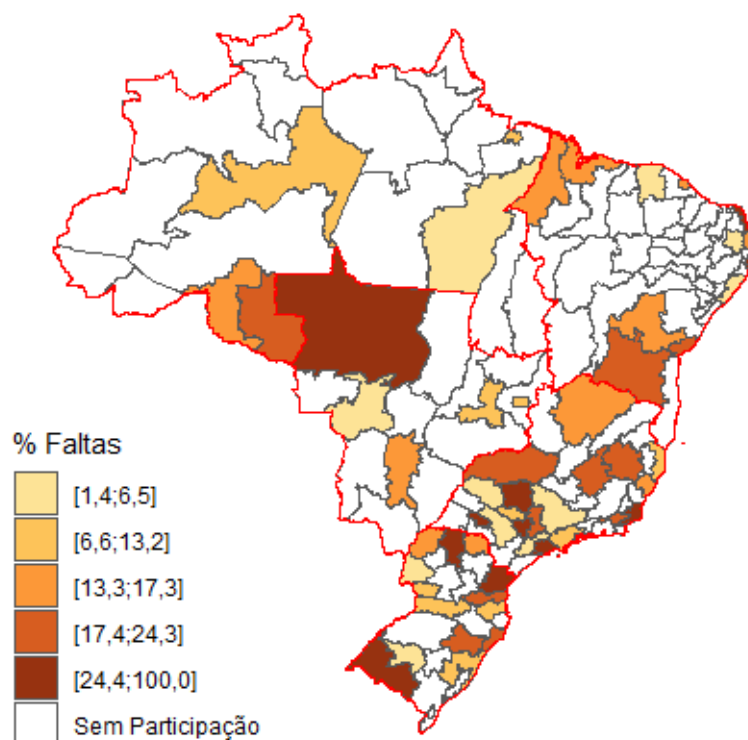 % Faltas
[1,4;6,5]
[6,6;13,2]
[13,3;17,3]
[17,4;24,3]
[24,4;100,0]
Sem Participação